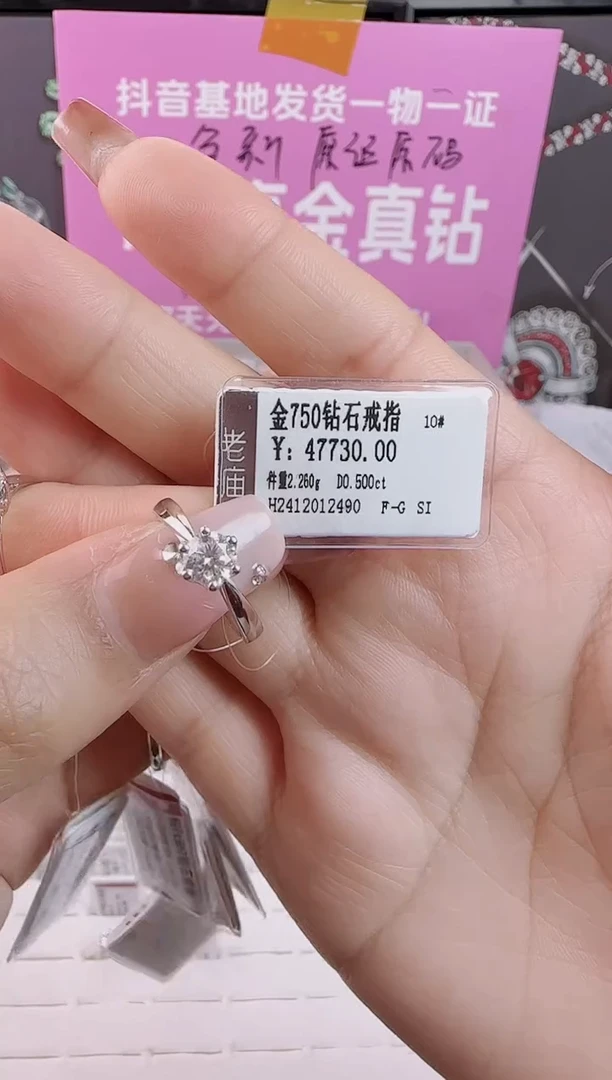 抖音基地发货一物一证
原证原码
金真钻
老庙
金750钻石戒指 10#
¥: 47730.00
件重2.260g D0.500ct
H2412012490 F-G SI